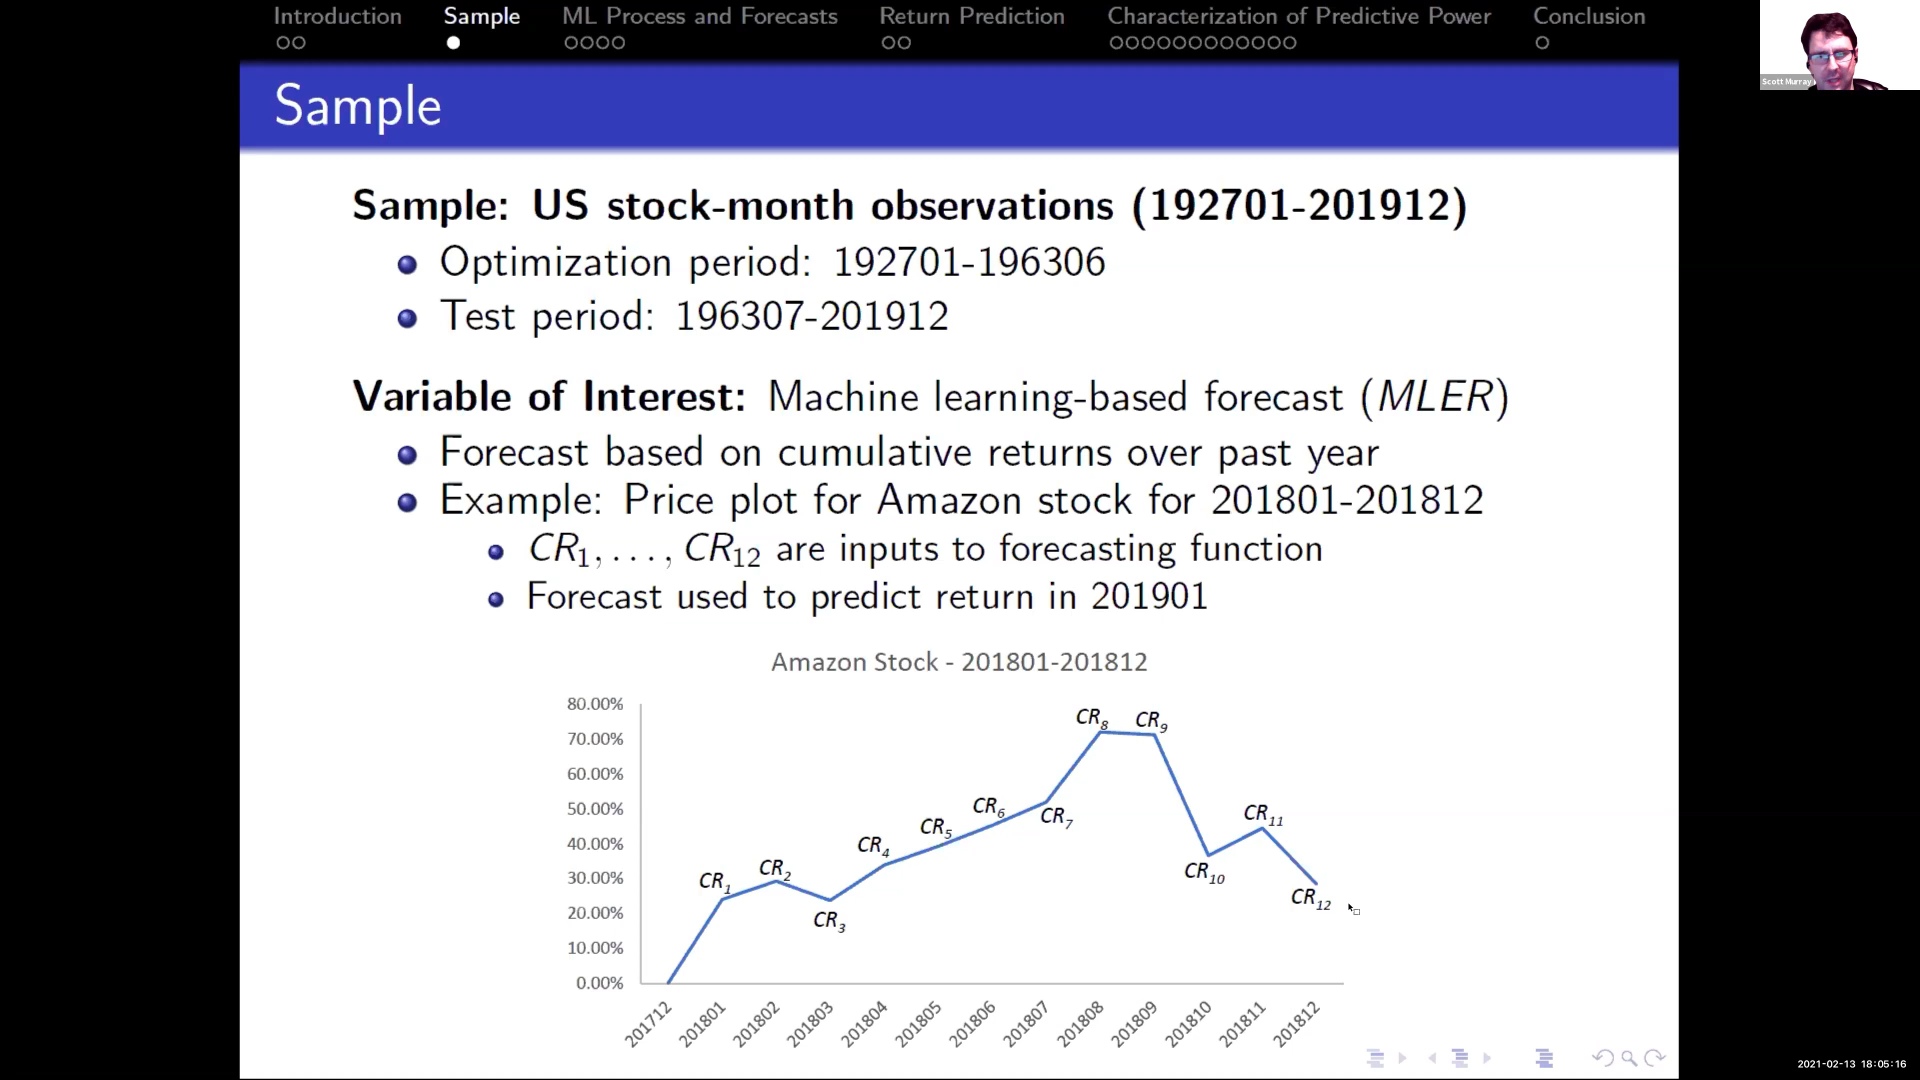 Introduction Sample ML Process and Forecasts Return Prediction Characterization of Predictive Power Conclusion
Scott Murray
Sample
Sample: US stock-month observations (192701-201912)
Optimization period: 192701-196306
Test period: 196307-201912
Variable of Interest: Machine learning-based forecast (MLER)
Forecast based on cumulative returns over past year
Example: Price plot for Amazon stock for 201801-201812
CR1, . . . , CR12 are inputs to forecasting function
Forecast used to predict return in 201901
Amazon Stock - 201801-201812
80.00%
70.00%
60.00%
50.00%
40.00%
30.00%
20.00%
10.00%
0.00%
CR1
CR2
CR3
CR4
CR5
CR6
CR7
CR8
CR9
CR10
CR11
CR12
201712 201801 201802 201803 201804 201805 201806 201807 201808 201809 201810 201811 201812
2021-02-13 18:05:16